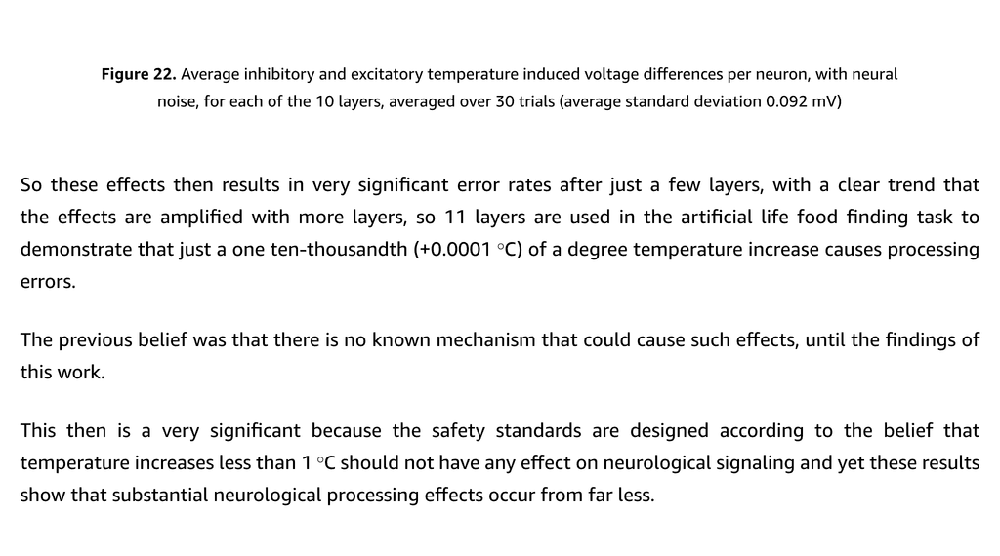 Figure 22. Average inhibitory and excitatory temperature induced voltage differences per neuron, with neural
noise, for each of the 10 layers, averaged over 30 trials (average standard deviation 0.092 mV)
So these effects then results in very significant error rates after just a few layers, with a clear trend that
the effects are amplified with more layers, so 11 layers are used in the artificial life food finding task to
demonstrate that just a one ten-thousandth (+0.0001 °C) of a degree temperature increase causes processing
errors.
The previous belief was that there is no known mechanism that could cause such effects, until the findings of
this work.
This then is a very significant because the safety standards are designed according to the belief that
temperature increases less than 1 °C should not have any effect on neurological signaling and yet these results
show that substantial neurological processing effects occur from far less.